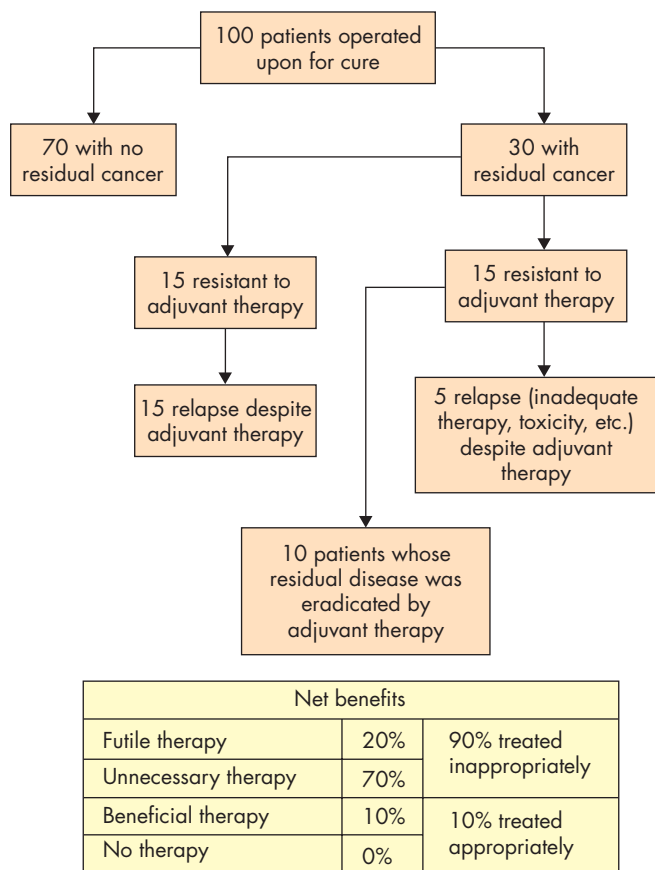 100 patients operated
upon for cure
70 with no
residual cancer
30 with
residual cancer
15 resistant to
adjuvant therapy
15 resistant to
adjuvant therapy
15 relapse despite
adjuvant therapy
5 relapse (inadequate
therapy, toxicity, etc.)
despite adjuvant
therapy
10 patients whose
residual disease was
eradicated by
adjuvant therapy
Net benefits
Futile therapy 20%
Unnecessary therapy 70%
90% treated
inappropriately
Beneficial therapy 10%
No therapy 0%
10% treated
appropriately